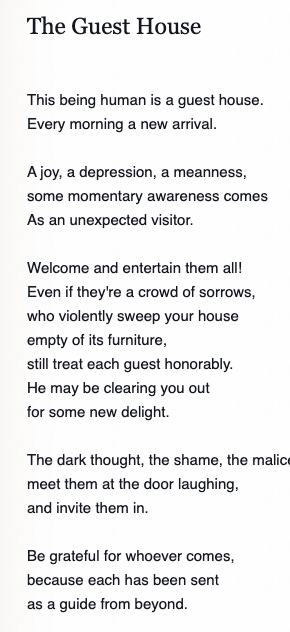 The Guest House
This being human is a guest house.
Every morning a new arrival.
A joy, a depression, a meanness,
some momentary awareness comes
As an unexpected visitor.
Welcome and entertain them all!
Even if they're a crowd of sorrows,
who violently sweep your house
empty of its furniture,
still treat each guest honorably.
He may be clearing you out
for some new delight.
The dark thought, the shame, the malice
meet them at the door laughing,
and invite them in.
Be grateful for whoever comes,
because each has been sent
as a guide from beyond.